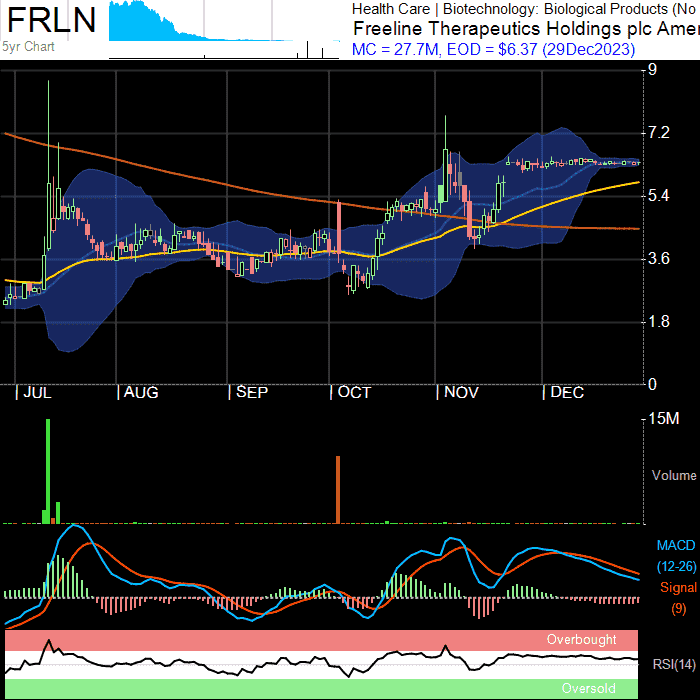 FRLN
5yr Chart
Health Care | Biotechnology: Biological Products (No
Freeline Therapeutics Holdings plc Amer
MC = 27.7M, EOD = $6.37 (29Dec2023)
9
7.2
5.4
3.6
1.8
0
JUL AUG SEP OCT NOV DEC
15M
Volume
MACD
(12-26)
Signal
(9)
Overbought
RSI(14)
Oversold